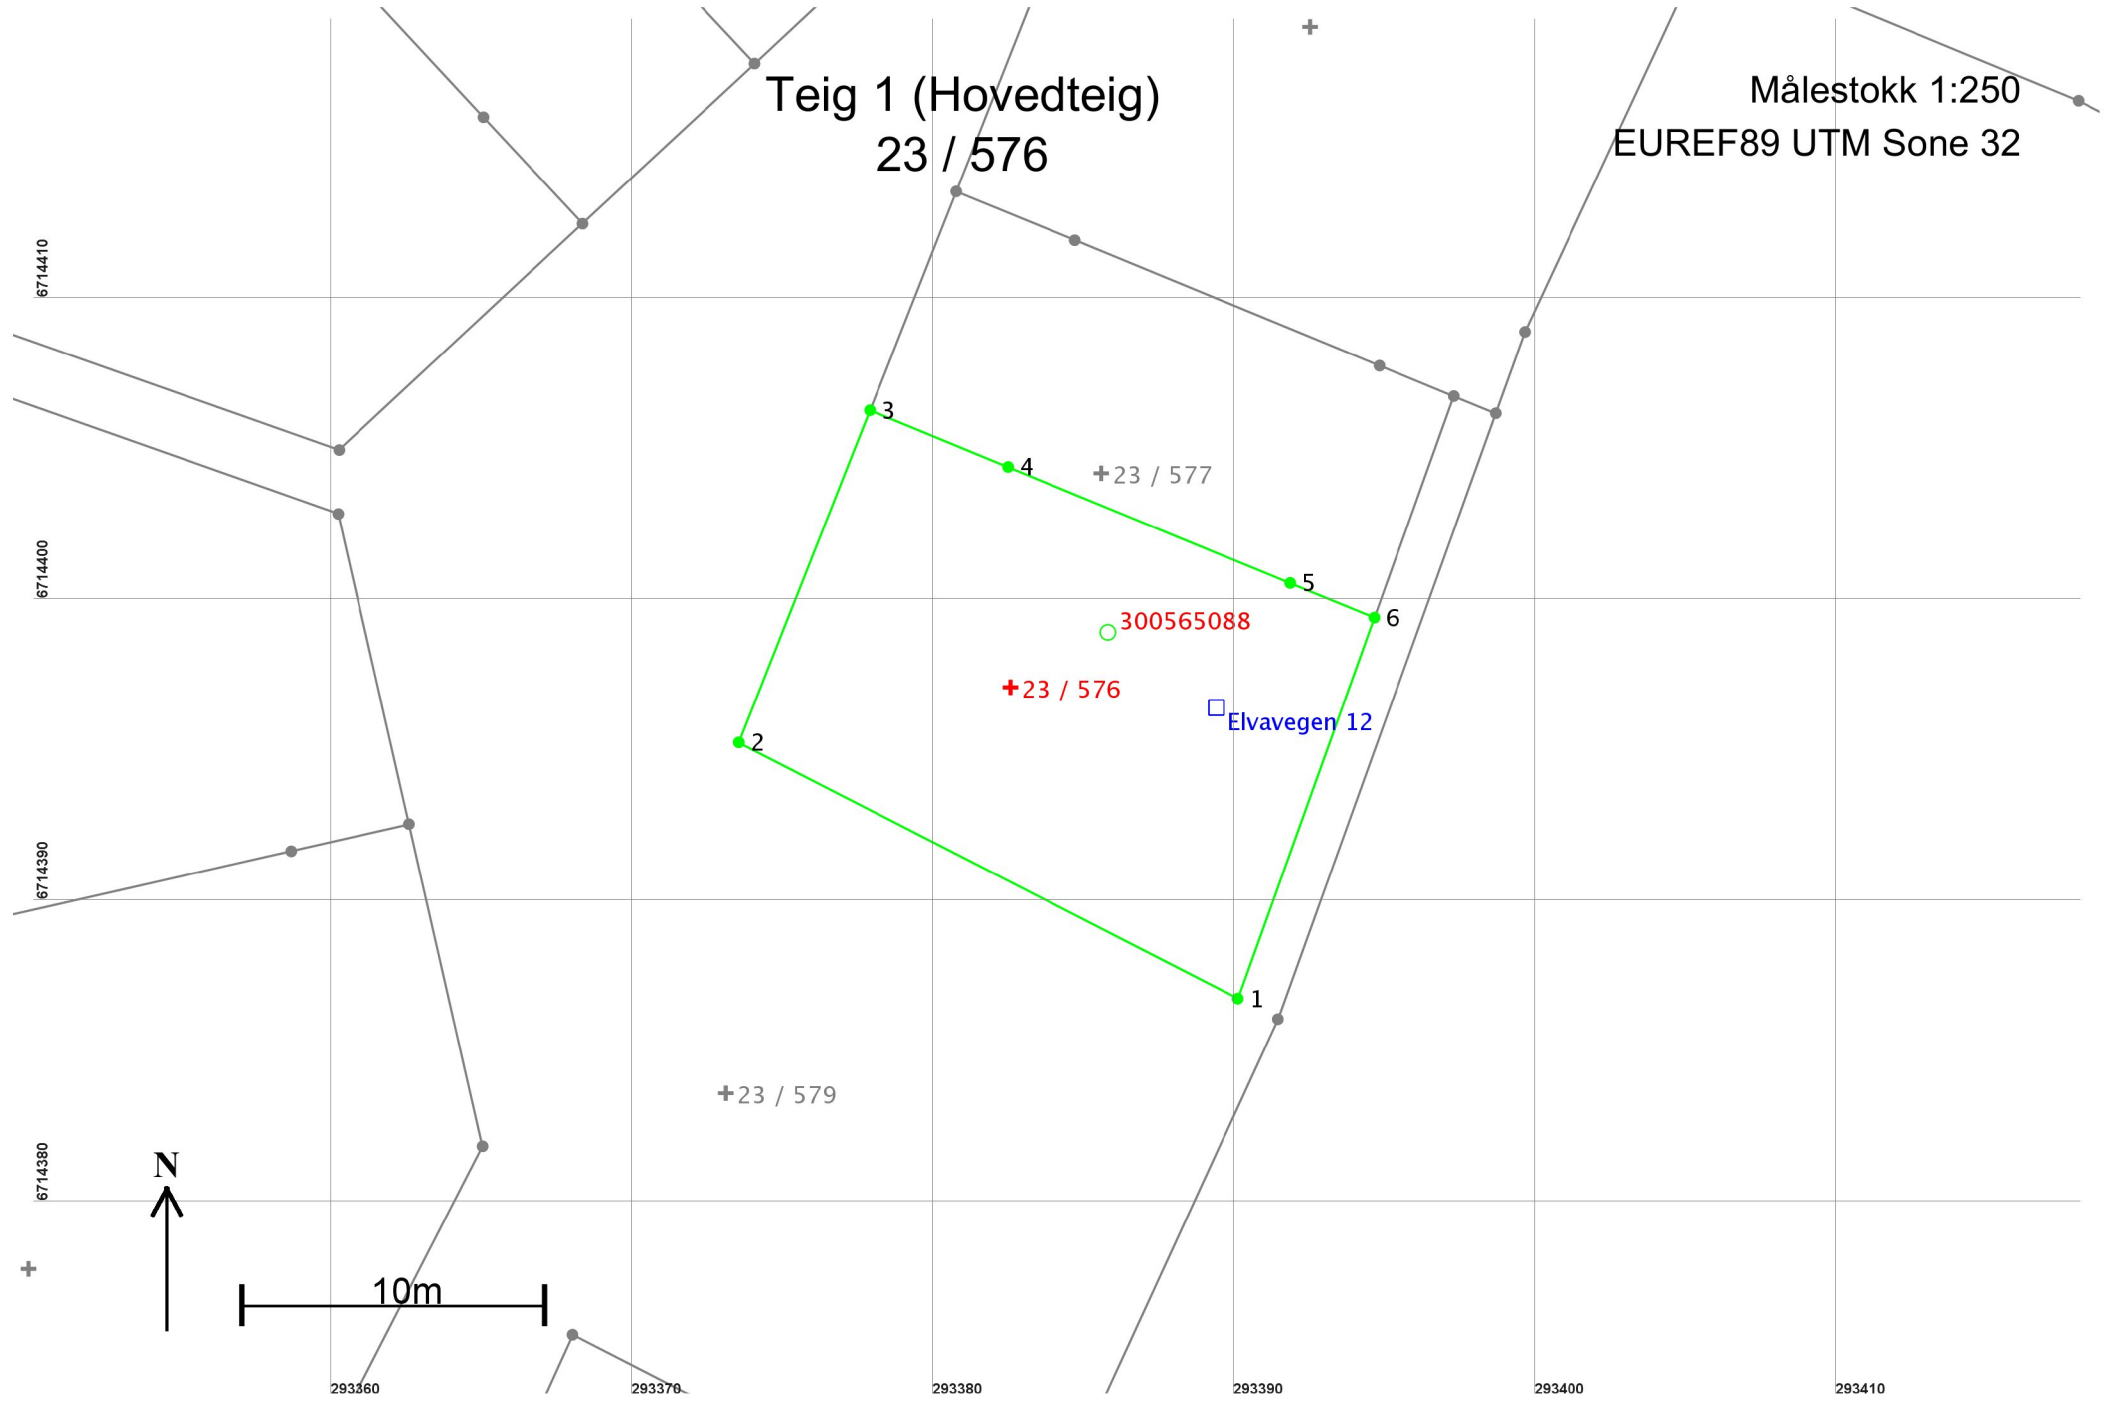 Teig 1 (Hovedteig)
23 / 576
Målestokk 1:250
EUREF89 UTM Sone 32
6714410
3
4
23 / 577
6714400
5
6
300565088
23 / 576
Elvavegen 12
2
6714390
1
23 / 579
6714380
N
10m
293360
293370
293380
293390
293400
293410